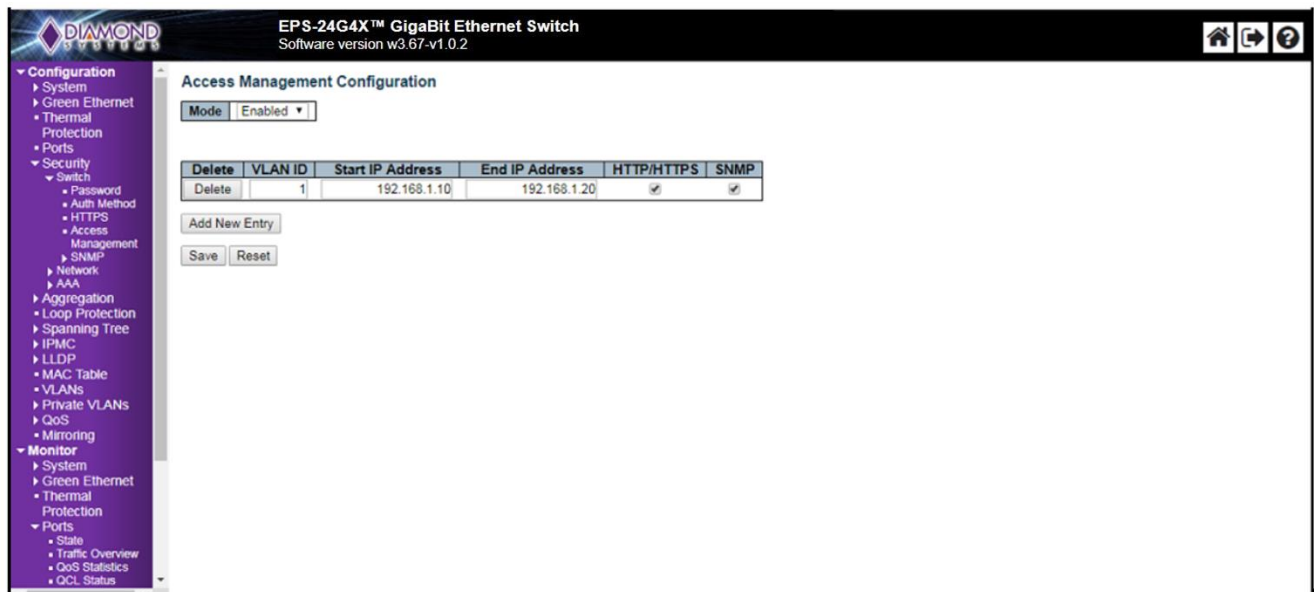 DIAMOND
SYSTEMS
EPS-24G4X™ GigaBit Ethernet Switch
Software version w3.67-v1.0.2
Configuration
System
Green Ethernet
Thermal
Protection
Ports
Security
Switch
Password
Auth Method
HTTPS
Access
Management
SNMP
Network
AAA
Aggregation
Loop Protection
Spanning Tree
IPMC
LLDP
MAC Table
VLANs
Private VLANs
QoS
Mirroring
Monitor
System
Green Ethernet
Thermal
Protection
Ports
State
Traffic Overview
QoS Statistics
QCL Status
Access Management Configuration
Mode Enabled
Delete VLAN ID Start IP Address End IP Address HTTP/HTTPS SNMP
Delete 1 192.168.1.10 192.168.1.20
Add New Entry
Save Reset